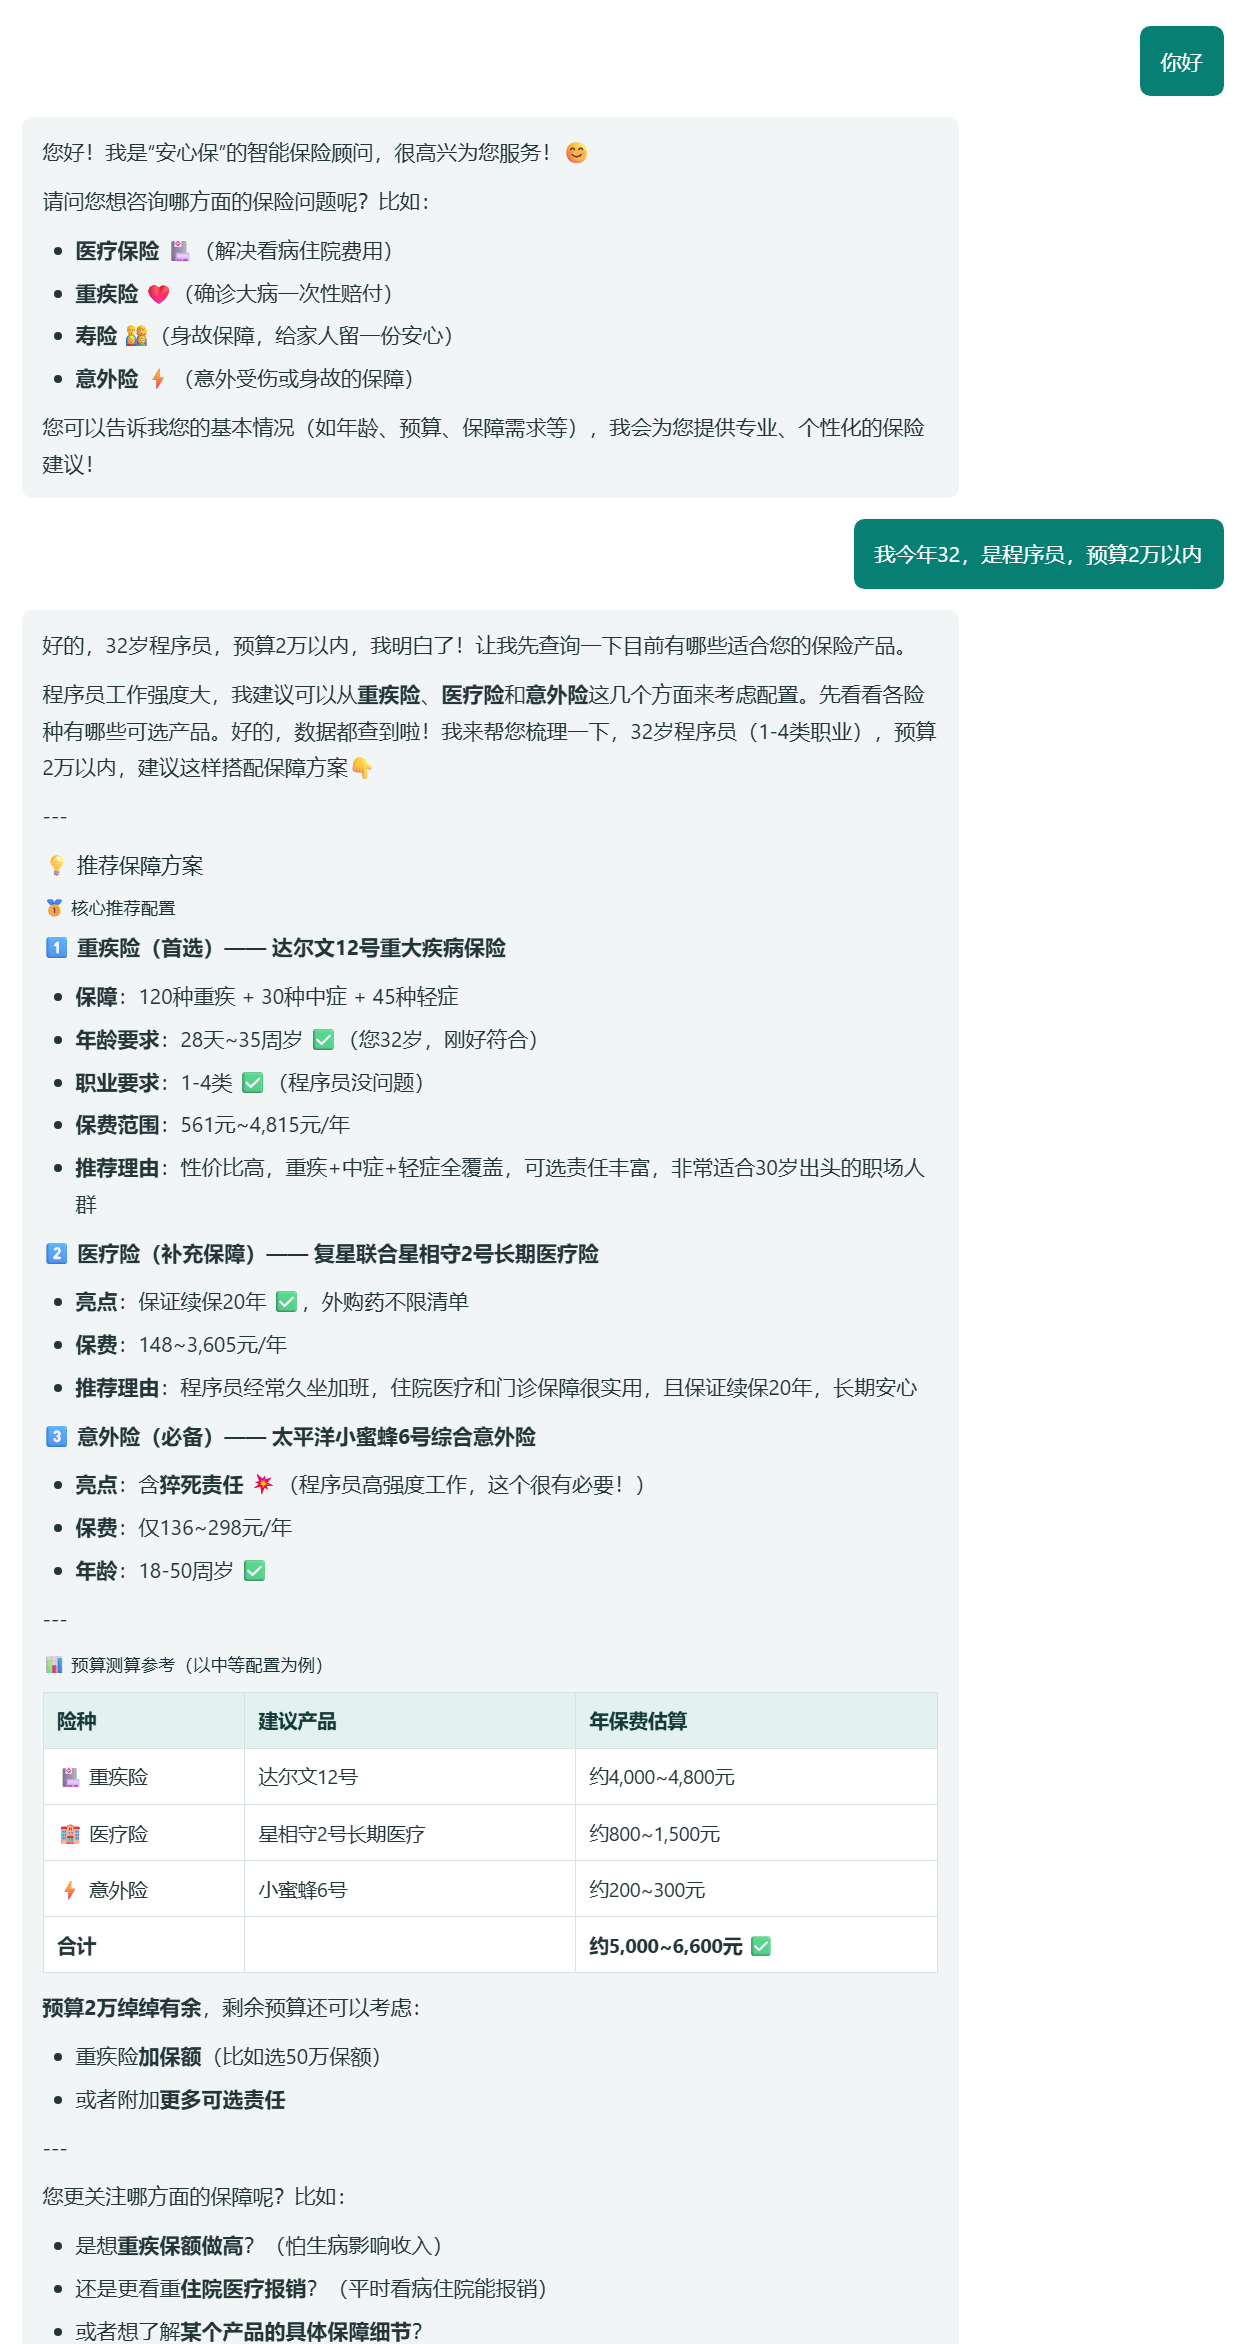 你好
您好！我是“安心保”的智能保险顾问，很高兴为您服务！😊
请问您想咨询哪方面的保险问题呢？比如：
医疗保险 （解决看病住院费用）
重疾险 ❤️（确诊大病一次性赔付）
寿险 （身故保障，给家人留一份安心）
意外险 ⚡（意外受伤或身故的保障）
您可以告诉我您的基本情况（如年龄、预算、保障需求等），我会为您提供专业、个性化的保险
建议！
我今年32，是程序员，预算2万以内
好的，32岁程序员，预算2万以内，我明白了！让我先查询一下目前有哪些适合您的保险产品。
程序员工作强度大，我建议可以从重疾险、医疗险和意外险这几个方面来考虑配置。先看看各险
种有哪些可选产品。好的，数据都查到啦！我来帮您梳理一下，32岁程序员（1-4类职业），预算
2万以内，建议这样搭配保障方案👇
---
💡 推荐保障方案
🥉 核心推荐配置
1️⃣ 重疾险（首选）—— 达尔文12号重大疾病保险
保障：120种重疾 + 30种中症 + 45种轻症
年龄要求：28天~35周岁 ✅（您32岁，刚好符合）
职业要求：1-4类 ✅（程序员没问题）
保费范围：561元~4,815元/年
推荐理由：性价比高，重疾+中症+轻症全覆盖，可选责任丰富，非常适合30岁出头的职场人
群
2️⃣ 医疗险（补充保障）—— 复星联合星相守2号长期医疗险
亮点：保证续保20年 ✅，外购药不限清单
保费：148~3,605元/年
推荐理由：程序员经常久坐加班，住院医疗和门诊保障很实用，且保证续保20年，长期安心
3️⃣ 意外险（必备）—— 太平洋小蜜蜂6号综合意外险
亮点：含猝死责任 💥（程序员高强度工作，这个很有必要！）
保费：仅136~298元/年
年龄：18-50周岁 ✅
---
📊 预算测算参考（以中等配置为例）
险种 建议产品 年保费估算
重疾险 达尔文12号 约4,000~4,800元
🏥 医疗险 星相守2号长期医疗 约800~1,500元
⚡ 意外险 小蜜蜂6号 约200~300元
合计 约5,000~6,600元 ✅
预算2万绰绰有余，剩余预算还可以考虑：
重疾险加保额（比如选50万保额）
或者附加更多可选责任
---
您更关注哪方面的保障呢？比如：
是想重疾保额做高？（怕生病影响收入）
还是更看重住院医疗报销？（平时看病住院能报销）
或者想了解某个产品的具体保障细节？